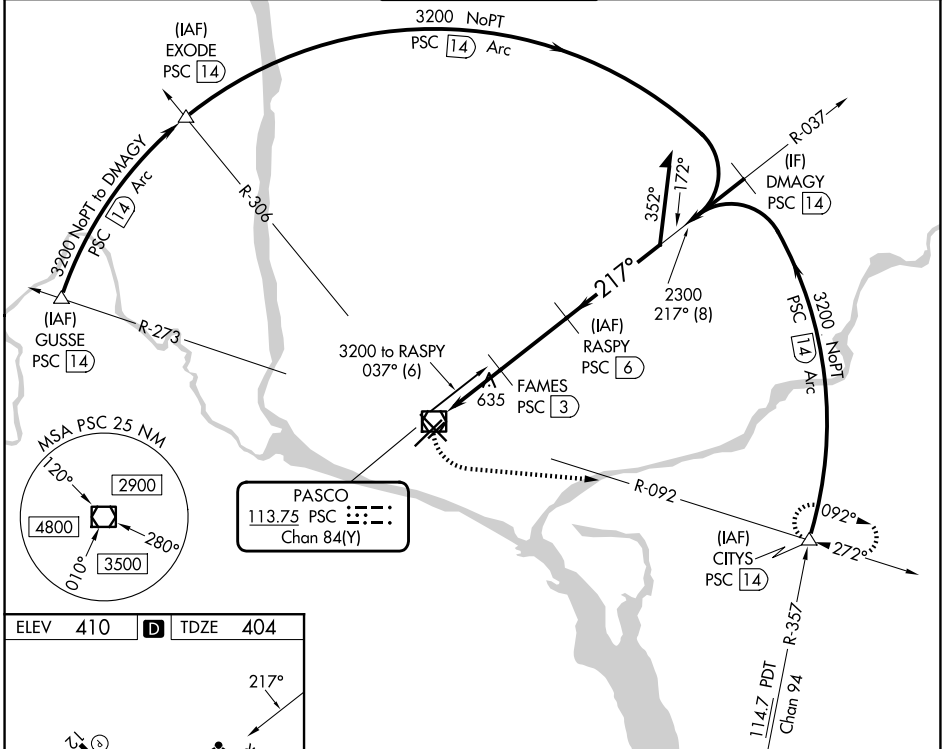 3200 NoPT
PSC 14 Arc
(IAF)
EXODE
PSC 14
R-037
(IF)
DMAGY
PSC 14
352°
172°
3200 NoPT to DMAGY
PSC 14 Arc
R-306
217°
2300
217° (8)
(IAF)
RASPY
PSC 6
3200 NoPT
PSC 14 Arc
R-273
(IAF)
GUSSE
PSC 14
3200 to RASPY
037° (6)
FAMES
PSC 3
635
MSA PSC 25 NM
120°
2900
4800
280°
3500
010°
PASCO
113.75 PSC
Chan 84(Y)
R-092
092°
272°
(IAF)
CITYS
PSC 14
R-357
114.7 PDT
Chan 94
ELEV 410 D TDZE 404
217°
12
P